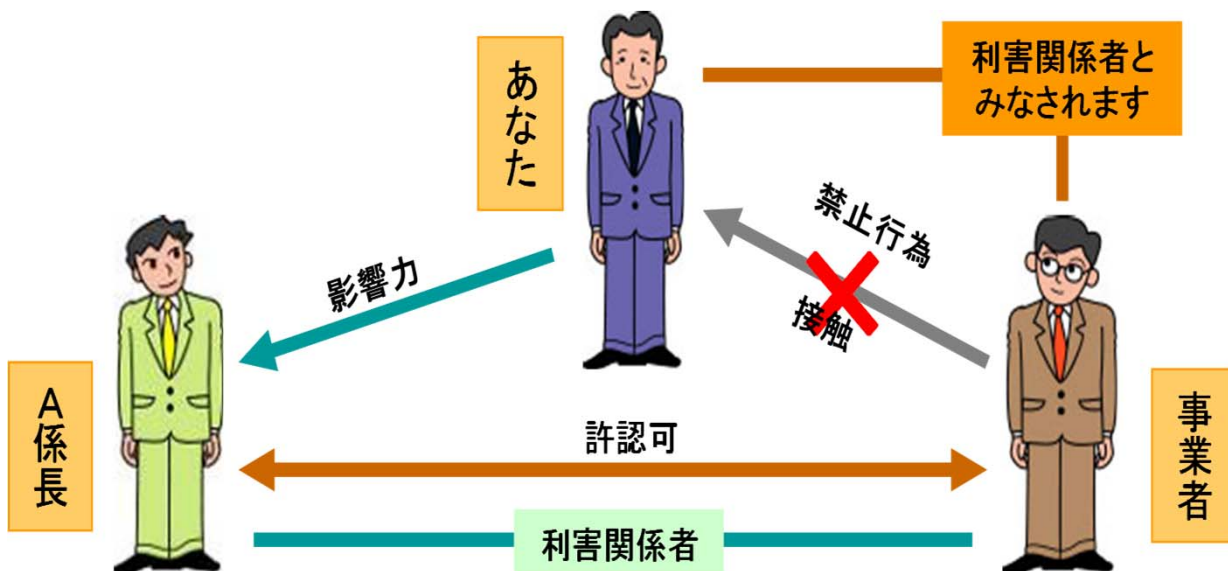 あなた
利害関係者と
みなされます
禁止行為
接触
影響力
A係長
許認可
事業者
利害関係者